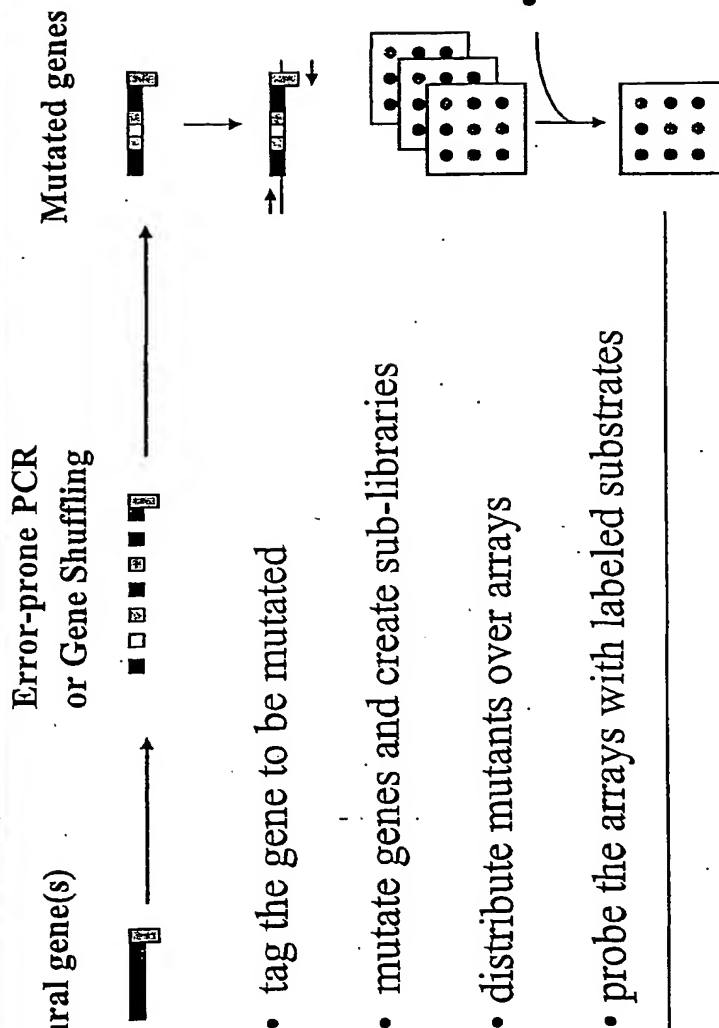 Error-prone PCR
or Gene Shuffling
ural gene(s)
Mutated genes
• tag the gene to be mutated
• mutate genes and create sub-libraries
• distribute mutants over arrays
• probe the arrays with labeled substrates